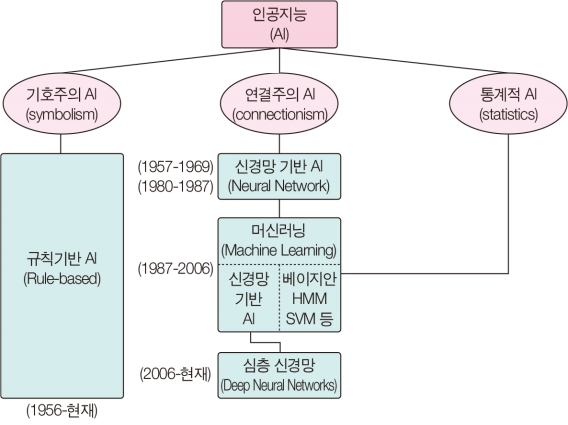 인공지능
(AI)
기호주의 AI
(symbolism)
연결주의 AI
(connectionism)
통계적 AI
(statistics)
규칙기반 AI
(Rule-based)
(1956-현재)
(1957-1969)
(1980-1987)
신경망 기반 AI
(Neural Network)
(1987-2006)
머신러닝
(Machine Learning)
신경망
기반
AI
베이지안
HMM
SVM 등
(2006-현재)
심층 신경망
(Deep Neural Networks)